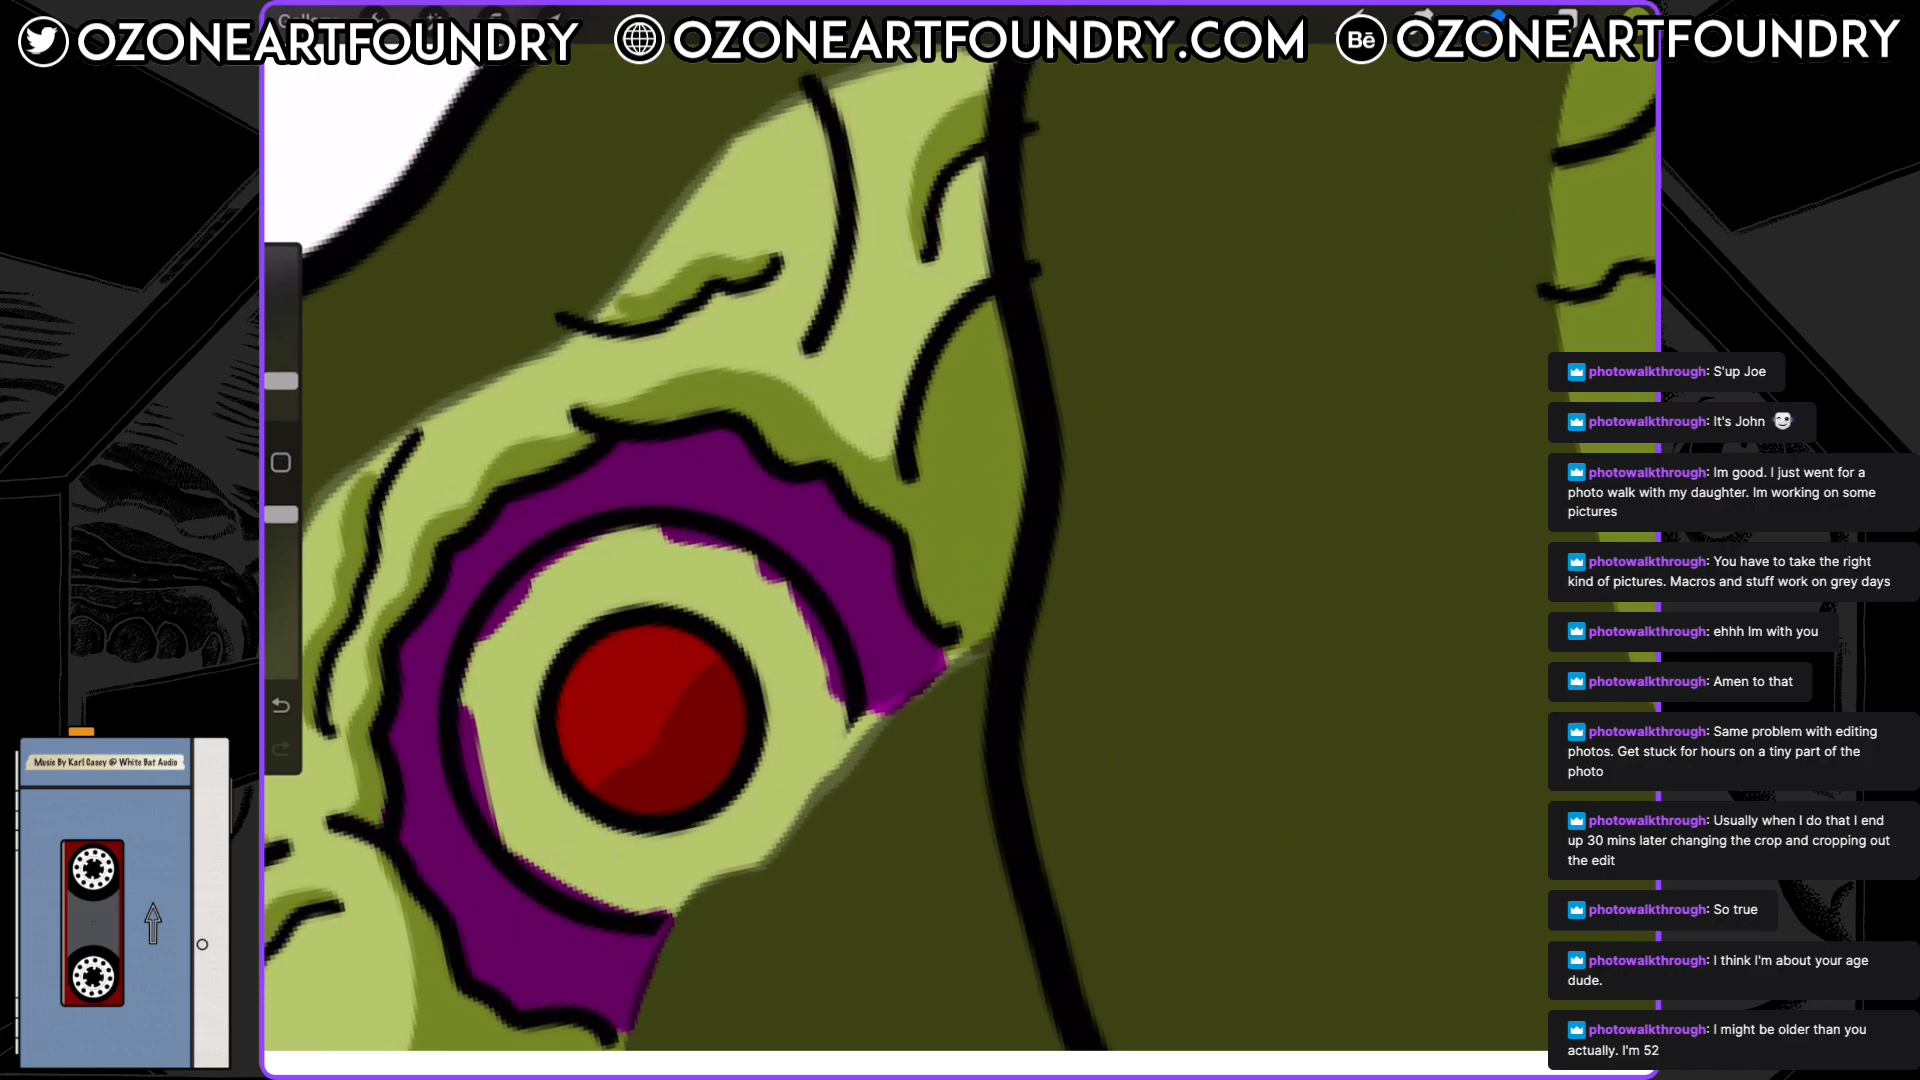 OZONEARTFOUNDRY OZONEARTFOUNDRY.COM Bē OZONEARTFOUNDRY
photowalkthrough: S'up Joe
photowalkthrough: It's John
photowalkthrough: Im good. I just went for a
photo walk with my daughter. Im working on some
pictures
photowalkthrough: You have to take the right
kind of pictures. Macros and stuff work on grey days
photowalkthrough: ehhh Im with you
photowalkthrough: Amen to that
photowalkthrough: Same problem with editing
photos. Get stuck for hours on a tiny part of the
photo
photowalkthrough: Usually when I do that I end
up 30 mins later changing the crop and cropping out
the edit
photowalkthrough: So true
photowalkthrough: I think I'm about your age
dude.
photowalkthrough: I might be older than you
actually. I'm 52
Music By Karl Casey @ White Bat Audio